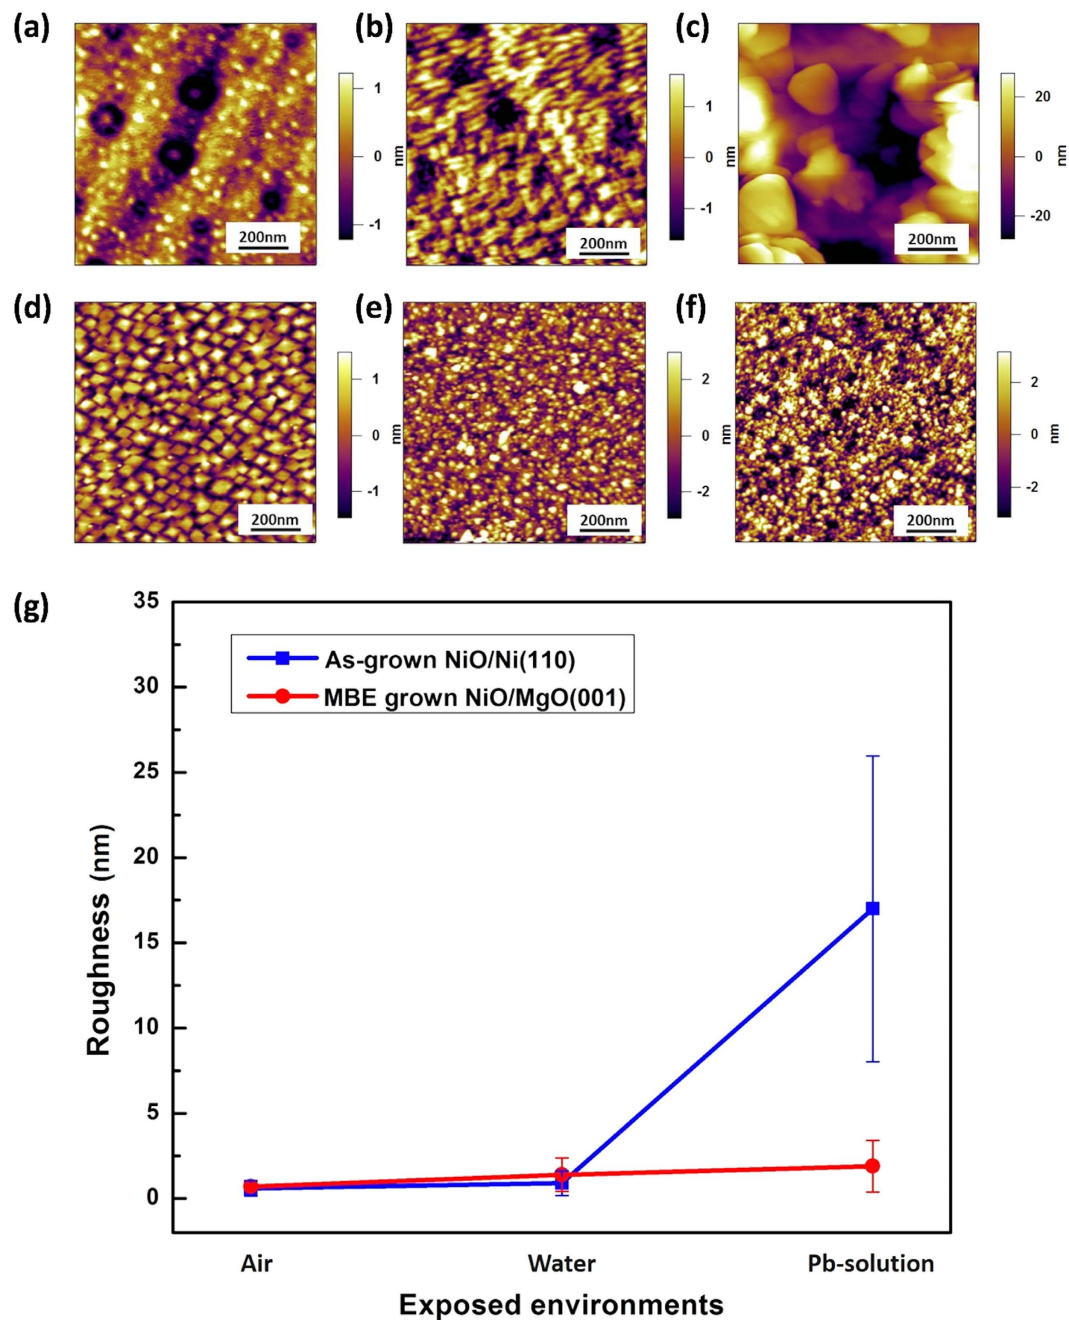 (a)
1
0
-1
nm
200nm
(b)
1
0
-1
nm
200nm
(c)
20
0
-20
nm
200nm
(d)
1
0
-1
nm
200nm
(e)
2
0
-2
nm
200nm
(f)
2
0
-2
nm
200nm
(g)
35
30
25
20
15
10
5
0
Roughness (nm)
As-grown NiO/Ni(110)
MBE grown NiO/MgO(001)
Air Water Pb-solution
Exposed environments